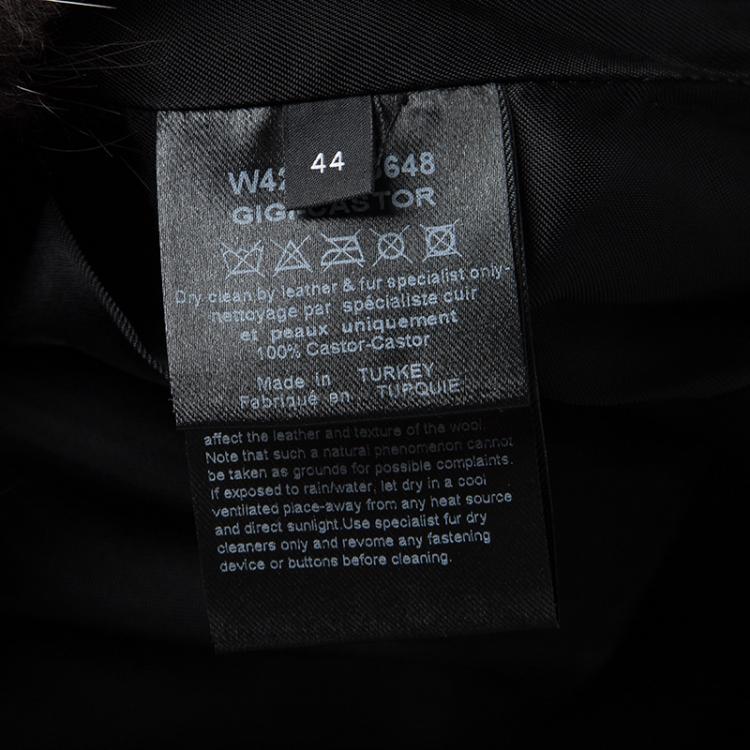 44
W42 648
GIGI CASTOR
Dry clean by leather & fur specialist only-
nettoyage par spécialiste cuir
et peaux uniquement
100% Castor-Castor
Made in TURKEY
Fabriqué en TURQUIE
affect the leather and texture of the wool.
Note that such a natural phenomenon cannot
be taken as grounds for possible complaints.
If exposed to rain/water, let dry in a cool
ventilated place-away from any heat source
and direct sunlight.Use specialist fur dry
cleaners only and revome any fastening
device or buttons before cleaning.